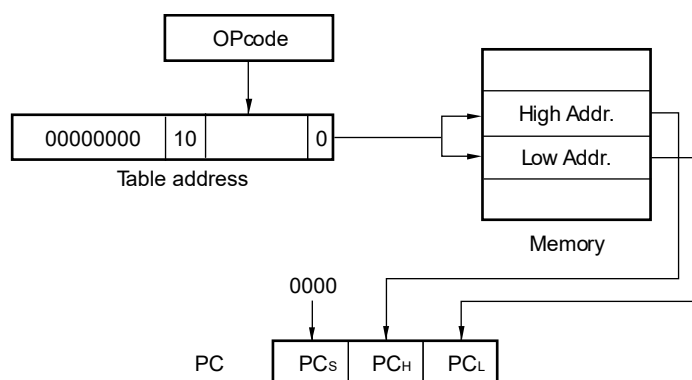 OPcode
00000000 10 0
Table address
High Addr.
Low Addr.
Memory
0000
PC PCS PCH PCL